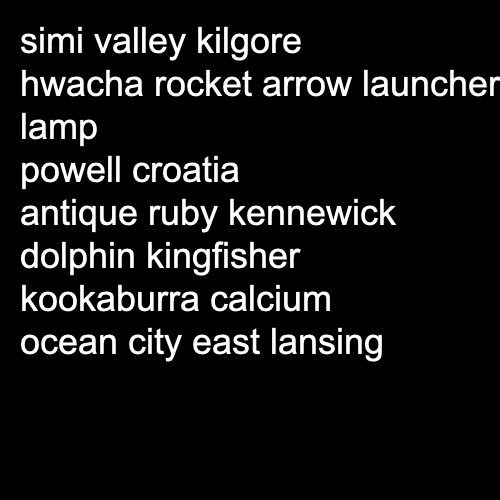 simi valley kilgore
hwacha rocket arrow launcher
lamp
powell croatia
antique ruby kennewick
dolphin kingfisher
kookaburra calcium
ocean city east lansing